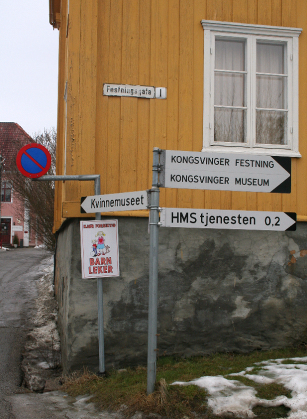 Festningsgata 1
KONGSVINGER FESTNING
KONGSVINGER MUSEUM
Kvinnemuseet
HMS tjenesten 0.2
BARN
LEKER